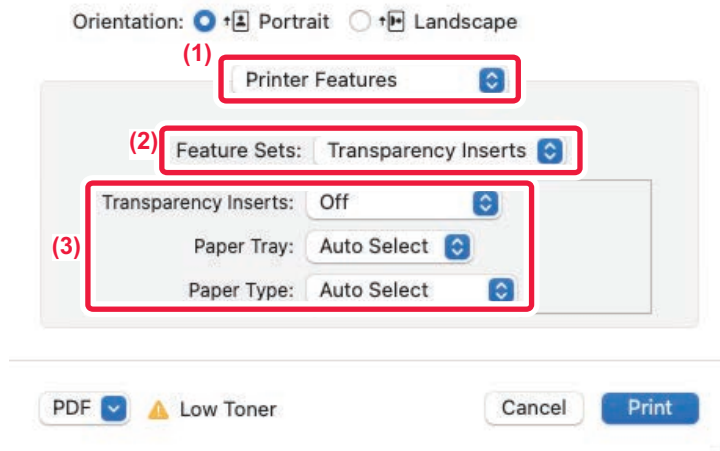 Orientation: Portrait Landscape
(1)
Printer Features
(2)
Feature Sets: Transparency Inserts
(3)
Transparency Inserts: Off
Paper Tray: Auto Select
Paper Type: Auto Select
PDF Low Toner Cancel Print